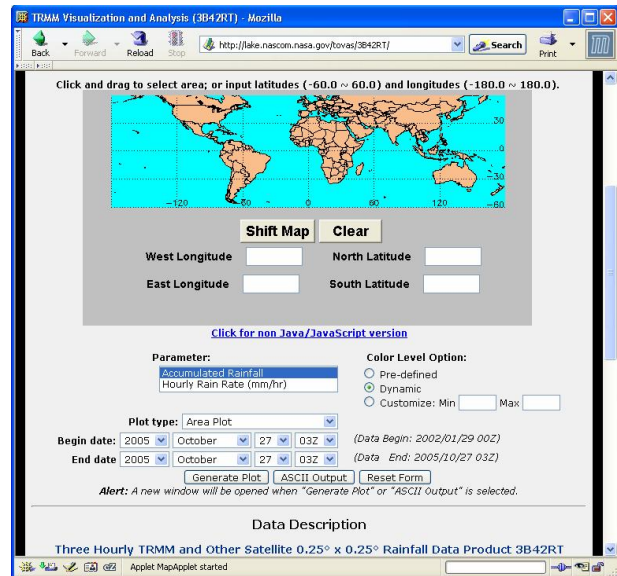 TRMM Visualization and Analysis (3B42RT) - Mozilla
Back Forward Reload Stop http://lake.nascom.nasa.gov/tovas/3B42RT/ Search Print
Click and drag to select area; or input latitudes (-60.0 ~ 60.0) and longitudes (-180.0 ~ 180.0).
30
0
-30
-120 -60 0 60 120 -60
Shift Map Clear
West Longitude North Latitude
East Longitude South Latitude
Click for non Java/JavaScript version
Parameter: Color Level Option:
Accumulated Rainfall Pre-defined
Hourly Rain Rate (mm/hr) Dynamic
Customize: Min Max
Plot type: Area Plot
Begin date: 2005 October 27 03Z (Data Begin: 2002/01/29 00Z)
End date 2005 October 27 03Z (Data End: 2005/10/27 03Z)
Generate Plot ASCII Output Reset Form
Alert: A new window will be opened when "Generate Plot" or "ASCII Output" is selected.
Data Description
Three Hourly TRMM and Other Satellite 0.25° x 0.25° Rainfall Data Product 3B42RT
Applet MapApplet started